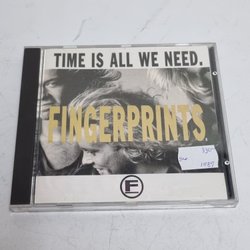 TIME IS ALL WE NEED.
FINGERPRINTS
F